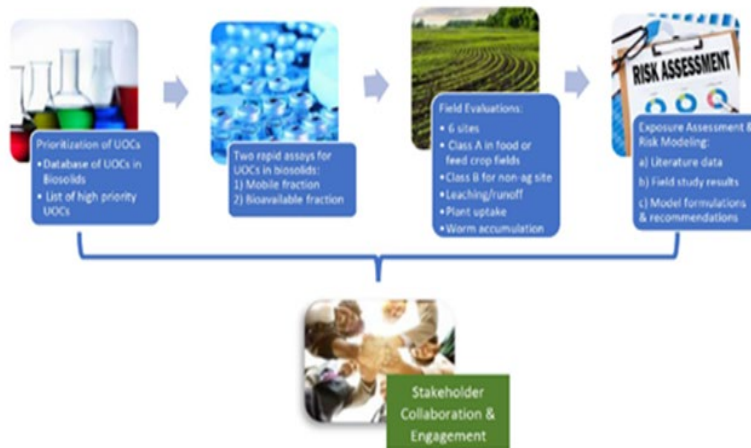 Prioritization of UOCs
• Database of UOCs in
Biosolids
• List of high priority
UOCs
Two rapid assays for
UOCs in biosolids:
1) Mobile fraction
2) Bioavailable fraction
Field Evaluations:
• 6 sites
• Class A in food or
feed crop fields
• Class B for non-ag site
• Leaching/runoff
• Plant uptake
• Worm accumulation
RISK ASSESSMENT
Exposure Assessment &
Risk Modeling:
a) Literature data
b) Field study results
c) Model formulations
& recommendations
Stakeholder
Collaboration &
Engagement